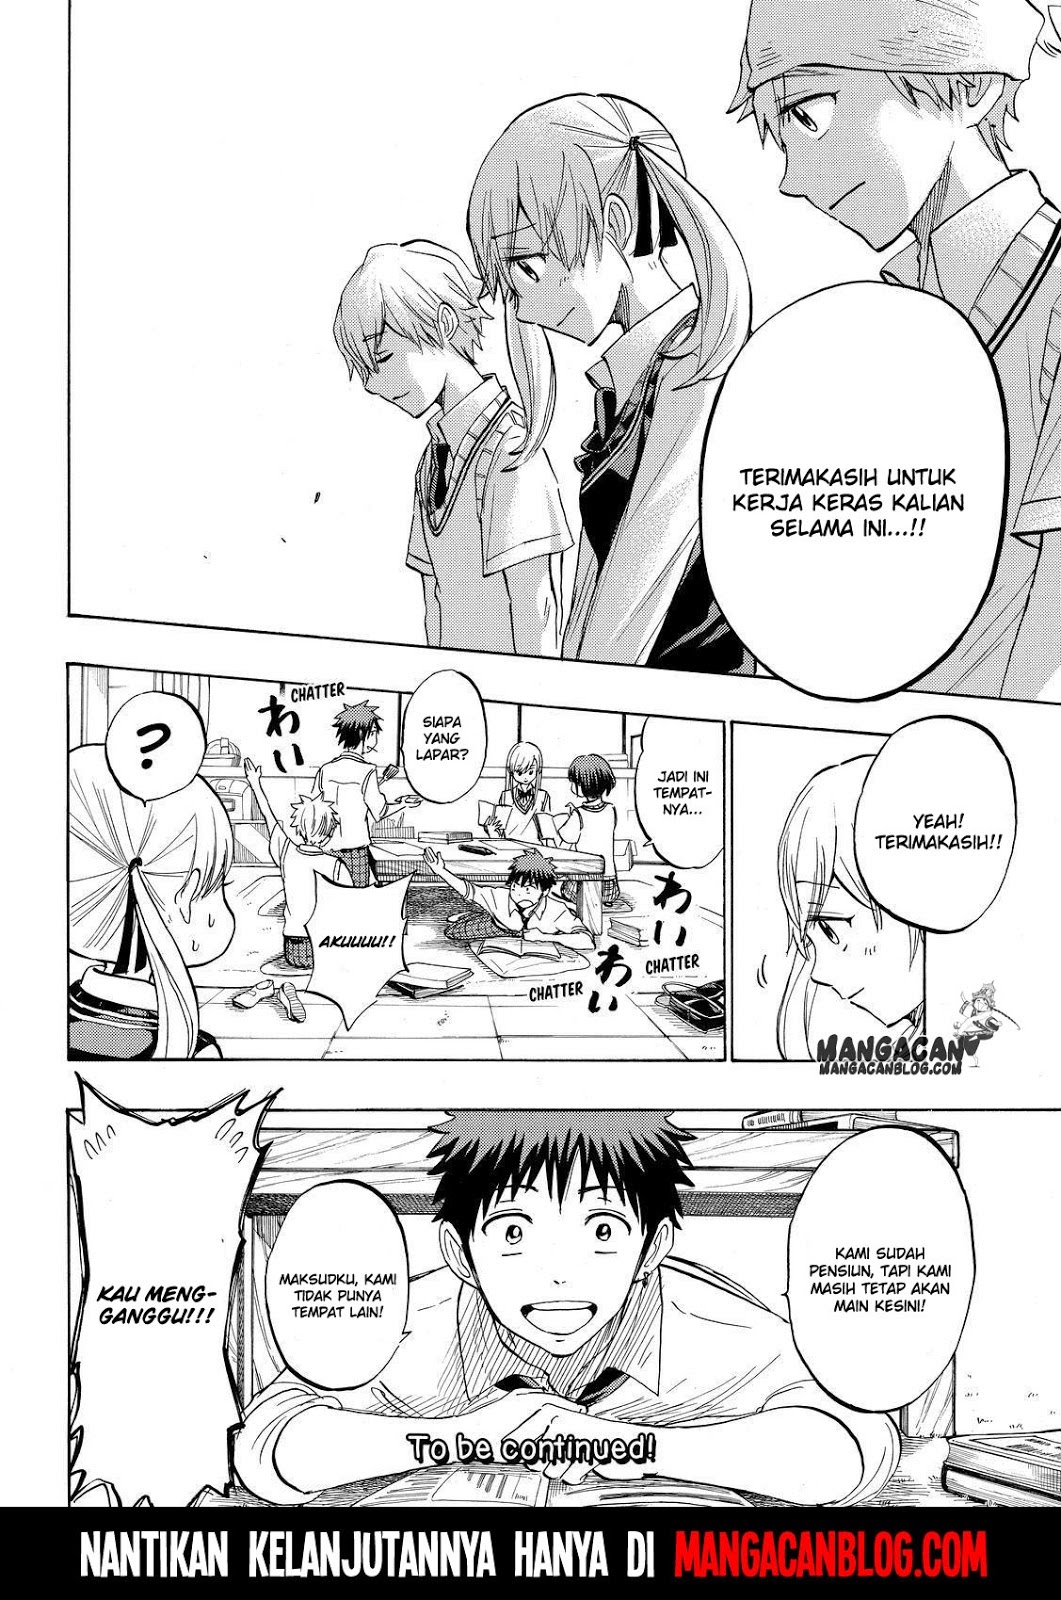 TERIMAKASIH UNTUK
KERJA KERAS KALIAN
SELAMA INI...!!
YEAH!
TERIMAKASIH!!
JADI INI
TEMPAT-
NYA...
SIAPA
YANG
LAPAR?
CHATTER
わいい
?
AKUUUU!!
わいい
CHATTER
わい
CHATTER
MANGACAN
MANGACANBLOG.COM
KAMI SUDAH
PENSIUN, TAPI KAMI
MASIH TETAP AKAN
MAIN KESINI!
MAKSUDKU, KAMI
TIDAK PUNYA
TEMPAT LAIN!
KAU MENG-
GANGGU!!!
To be continued!
NANTIKAN KELANJUTANNYA HANYA DI MANGACANBLOG.COM